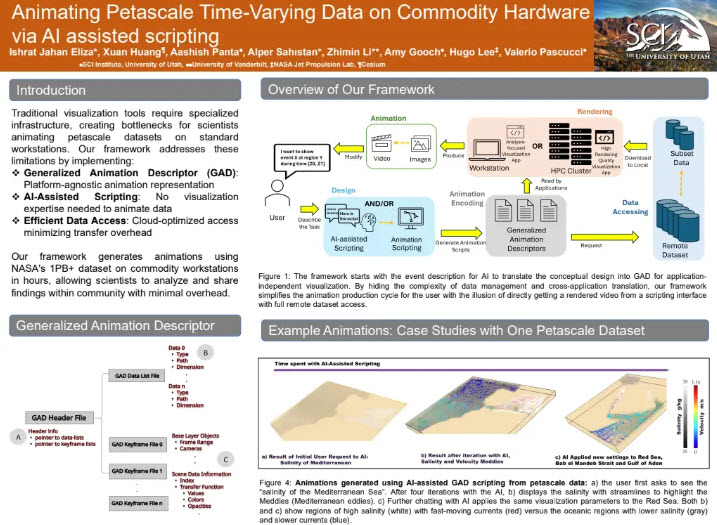 Animating Petascale Time-Varying Data on Commodity Hardware
via AI assisted scripting
Ishrat Jahan Eliza*, Xuan Huang¶, Aashish Panta*, Alper Sahistan*, Zhimin Li**, Amy Gooch*, Hugo Lee‡, Valerio Pascucci*
*SCI Institute, University of Utah, **University of Vanderbilt, ‡NASA Jet Propulsion Lab, ¶Cesium
SCI
THE UNIVERSITY OF UTAH
Introduction
Traditional visualization tools require specialized
infrastructure, creating bottlenecks for scientists
animating petascale datasets on standard
workstations. Our framework addresses these
limitations by implementing:
❖ Generalized Animation Descriptor (GAD):
Platform-agnostic animation representation
❖ AI-Assisted Scripting: No visualization
expertise needed to animate data
❖ Efficient Data Access: Cloud-optimized access
minimizing transfer overhead
Our framework generates animations using
NASA's 1PB+ dataset on commodity workstations
in hours, allowing scientists to analyze and share
findings within community with minimal overhead.
Generalized Animation Descriptor
GAD Header File
A
Header Info
• pointer to data-lists
• pointer to keyframe lists
GAD Data List File
Data 0
• Type
• Path
• Dimension
.
.
Data n
• Type
• Path
• Dimension
B
GAD Keyframe File 0
GAD Keyframe File 1
.
.
GAD Keyframe File n
Base Layer Objects
• Frame Range
• Cameras
.
.
Scene Data Information
• Index
• Transfer Function
• Values
• Colors
• Opacities
.
C
Overview of Our Framework
User
I want to show
event X at region Y
during time [Z0, Z1]
Modify
Animation
Video
Images
Produce
Rendering
Workstation
Analysis-
focused
Visualization
App
OR
HPC Cluster
High
Rendering
Quality
Visualization
App
Download
to Local
Subset
Data
Describe
the Task
Design
AND/OR
Here is
the script
AI-assisted
Scripting
Animation
Scripting
Generate Animation
Scripts
Animation
Encoding
Read by
Applications
Generalized
Animation
Descriptors
Data
Accessing
Request
Remote
Dataset
Figure 1: The framework starts with the event description for AI to translate the conceptual design into GAD for application-
independent visualization. By hiding the complexity of data management and cross-application translation, our framework
simplifies the animation production cycle for the user with the illusion of directly getting a rendered video from a scripting interface
with full remote dataset access.
Example Animations: Case Studies with One Petascale Dataset
Time spent with AI-Assisted Scripting
a) Result of Initial User Request to AI:
Salinity of Mediterranean
b) Result after Iteration with AI,
Salinity and Velocity Meddies
c) AI Applied new settings to Red Sea,
Bab of Mandeb Strait and Gulf of Aden
Salinity g/kg
Velocity m/s
Figure 4: Animations generated using AI-assisted GAD scripting from petascale data: a) the user first asks to see the
"salinity of the Mediterranean Sea". After four iterations with the AI, b) displays the salinity with streamlines to highlight the
Meddies (Mediterranean eddies). c) Further chatting with AI applies the same visualization parameters to the Red Sea. Both b)
and c) show regions of high salinity (white) with fast-moving currents (red) versus the oceanic regions with lower salinity (gray)
and slower currents (blue).